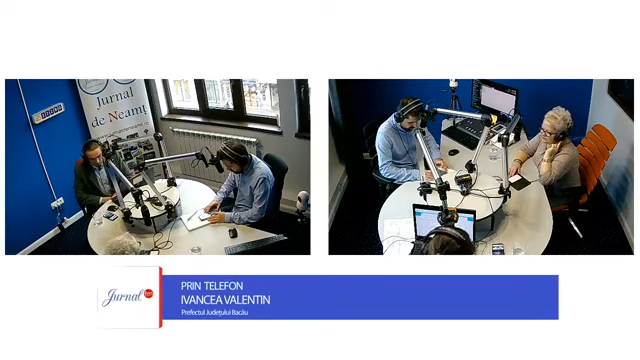 Jurnal
de Neamț
Jurnal
PRIN TELEFON
IVANCEA VALENTIN
Prefectul Județului Bacău